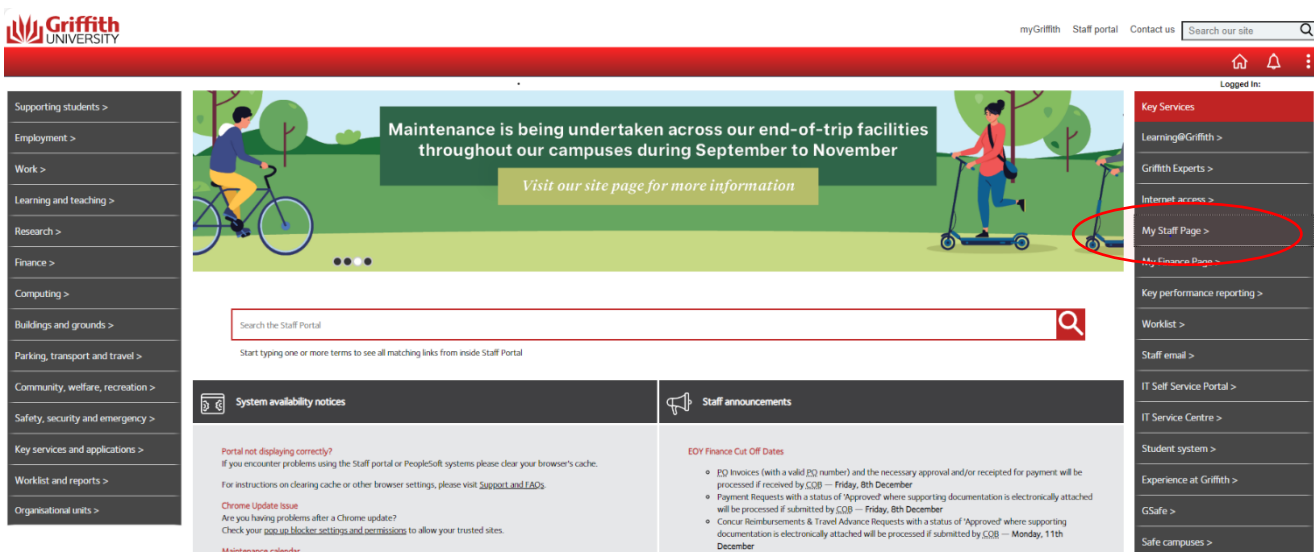 Griffith
UNIVERSITY
myGriffith Staff portal Contact us Search our site
Logged In:
Supporting students >
Employment >
Work >
Learning and teaching >
Research >
Finance >
Computing >
Buildings and grounds >
Parking, transport and travel >
Community, welfare, recreation >
Safety, security and emergency >
Key services and applications >
Worklist and reports >
Organisational units >
Maintenance is being undertaken across our end-of-trip facilities
throughout our campuses during September to November
Visit our site page for more information
Search the Staff Portal
Start typing one or more terms to see all matching links from inside Staff Portal
System availability notices
Portal not displaying correctly?
If you encounter problems using the Staff portal or PeopleSoft systems please clear your browser's cache.
For instructions on clearing cache or other browser settings, please visit Support and FAQs.
Chrome Update Issue
Are you having problems after a Chrome update?
Check your pop up blocker settings and permissions to allow your trusted sites.
Maintenance calendar
Staff announcements
EOY Finance Cut Off Dates
PO Invoices (with a valid PO number) and the necessary approval and/or receipted for payment will be
processed if received by COB — Friday, 8th December
Payment Requests with a status of 'Approved' where supporting documentation is electronically attached
will be processed if submitted by COB — Friday, 8th December
Concur Reimbursements & Travel Advance Requests with a status of 'Approved' where supporting
documentation is electronically attached will be processed if submitted by COB — Monday, 11th
December
Key Services
Learning@Griffith >
Griffith Experts >
Internet access >
My Staff Page >
My Finance Page >
Key performance reporting >
Worklist >
Staff email >
IT Self Service Portal >
IT Service Centre >
Student system >
Experience at Griffith >
GSafe >
Safe campuses >